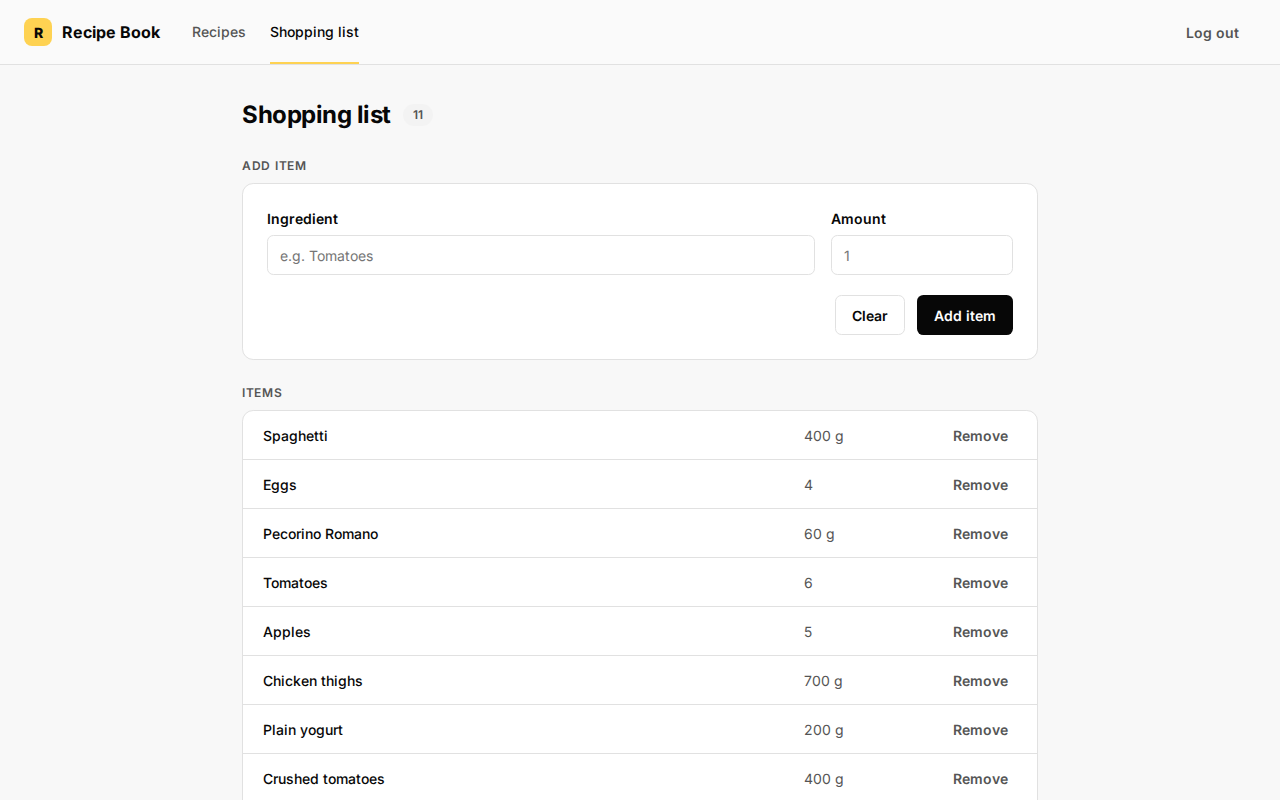 R Recipe Book Recipes Shopping list Log out
Shopping list 11
ADD ITEM
Ingredient Amount
e.g. Tomatoes 1
Clear Add item
ITEMS
Spaghetti 400 g Remove
Eggs 4 Remove
Pecorino Romano 60 g Remove
Tomatoes 6 Remove
Apples 5 Remove
Chicken thighs 700 g Remove
Plain yogurt 200 g Remove
Crushed tomatoes 400 g Remove